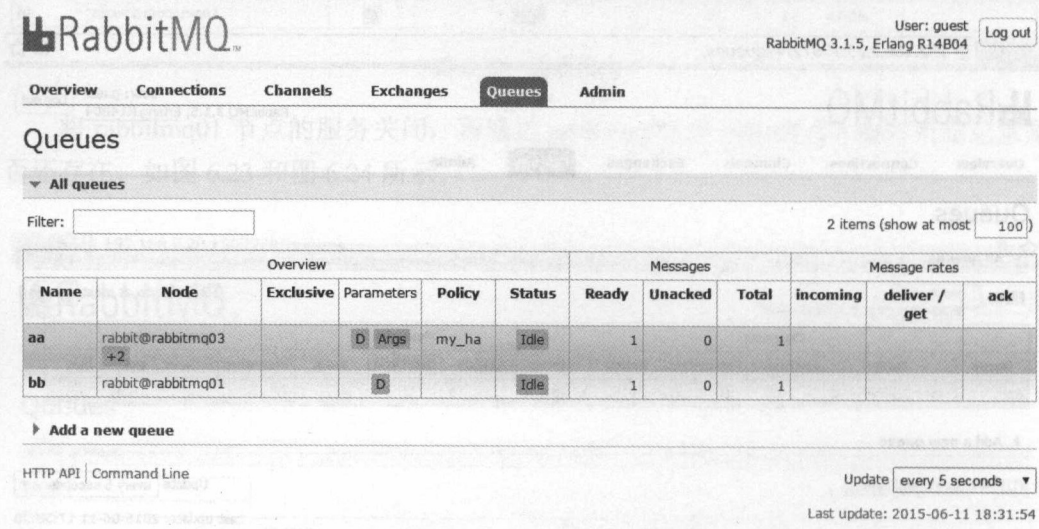 RabbitMQ
User: guest
Log out
RabbitMQ 3.1.5, Erlang R14B04
Overview Connections Channels Exchanges Queues Admin
Queues
All queues
Filter:
2 items (show at most 100 )
Overview Messages Message rates
Name Node Exclusive Parameters Policy Status Ready Unacked Total incoming deliver / get ack
aa rabbit@rabbitmq03 +2 D Args my_ha Idle 1 0 1
bb rabbit@rabbitmq01 D Idle 1 0 1
Add a new queue
HTTP API Command Line
Update every 5 seconds
Last update: 2015-06-11 18:31:54